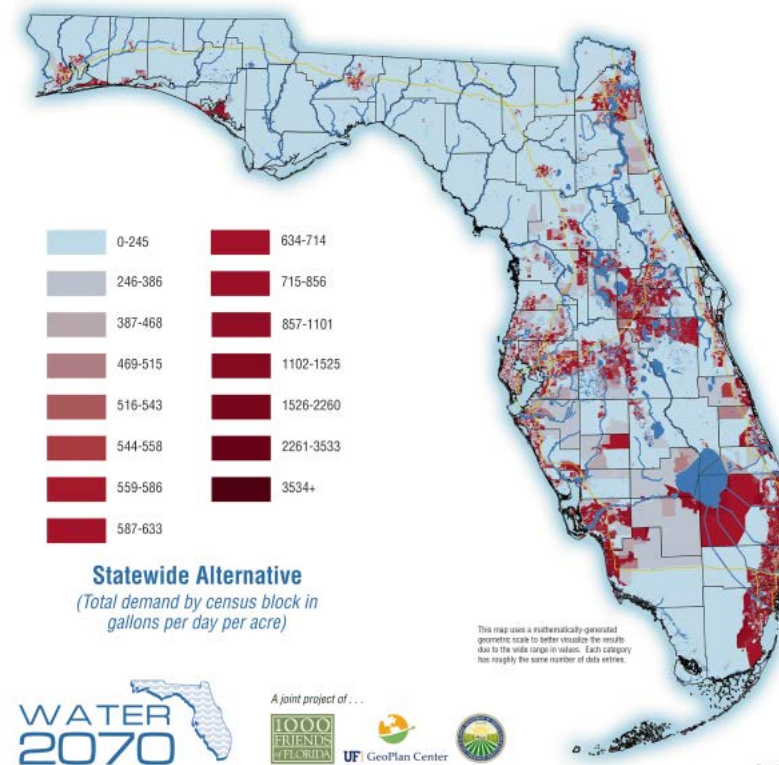 0-245
246-386
387-468
469-515
516-543
544-558
559-586
587-633
634-714
715-856
857-1101
1102-1525
1526-2260
2261-3533
3534+
Statewide Alternative
(Total demand by census block in
gallons per day per acre)
This map uses a mathematically-generated
geometric scale to better visualize the results
due to the wide range in values. Each category
has roughly the same number of data entries.
WATER
2070
A joint project of . . .
1000
FRIENDS
of FLORIDA
UF GeoPlan Center